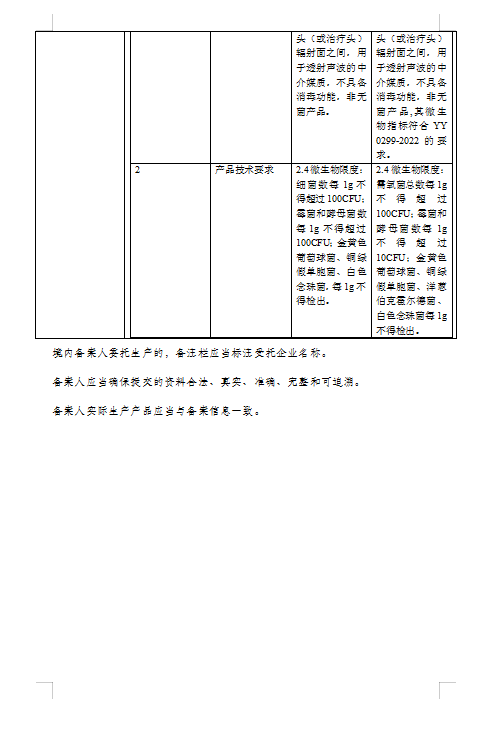 头（或治疗头）
辐射面之间，用
于透射声波的中
介媒质，不具备
消毒功能，非无
菌产品。
头（或治疗头）
辐射面之间，用
于透射声波的中
介媒质，不具备
消毒功能，非无
菌产品,其微生
物指标符合 YY
0299-2022 的要
求。
2
产品技术要求
2.4 微生物限度：
细菌数每 1g 不
得超过 100CFU；
霉菌和酵母菌数
每 1g 不得超过
100CFU；金黄色
葡萄球菌、铜绿
假单胞菌、白色
念珠菌，每 1g 不
得检出。
2.4 微生物限度：
需氧菌总数每 1g
不得超过
100CFU；霉菌和
酵母菌数每 1g
不得超过
10CFU；金黄色
葡萄球菌、铜绿
假单胞菌、洋葱
伯克霍尔德菌、
白色念珠菌每 1g
不得检出。
境内备案人委托生产的，备注栏应当标注受托企业名称。
备案人应当确保提交的资料合法、真实、准确、完整和可追溯。
备案人实际生产产品应当与备案信息一致。